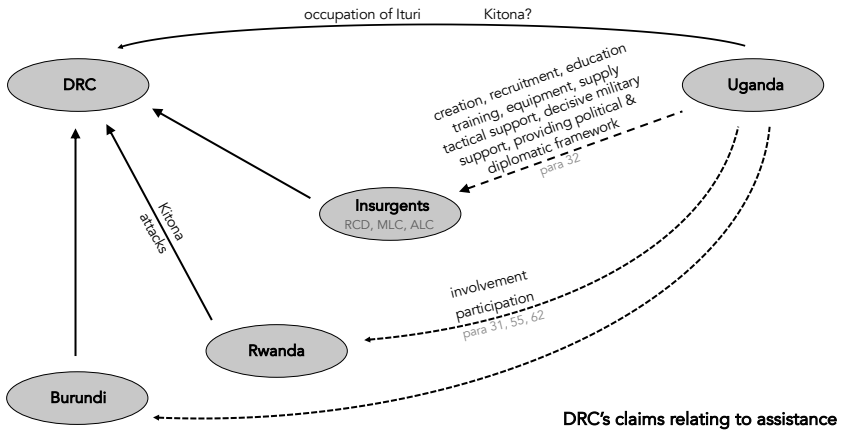 occupation of Ituri Kitona?
DRC
Uganda
creation, recruitment, education
training, equipment, supply
tactical support, decisive military
support, providing political &
diplomatic framework
para 32
Insurgents
RCD, MLC, ALC
Kitona
attacks
involvement
participation
para 31, 55, 62
Rwanda
Burundi
DRC's claims relating to assistance